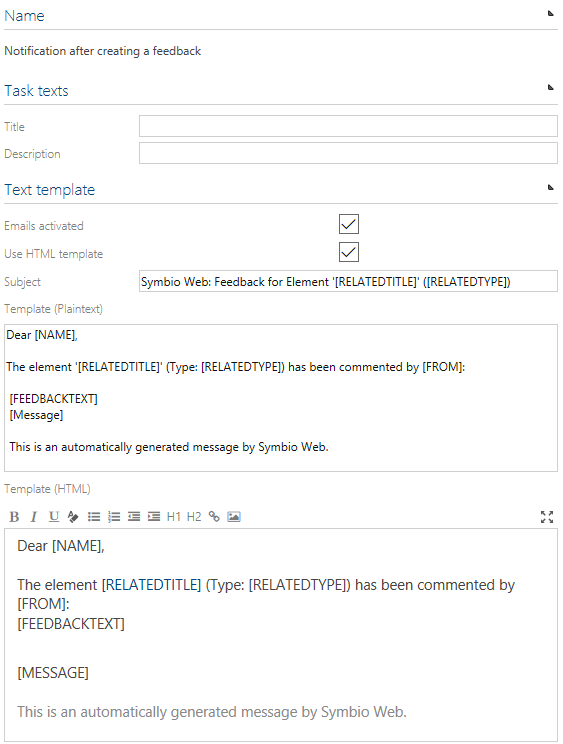 Name
Notification after creating a feedback
Task texts
Title
Description
Text template
Emails activated
Use HTML template
Subject
Symbio Web: Feedback for Element '[RELATEDTITLE]' ([RELATEDTYPE])
Template (Plaintext)
Dear [NAME],
The element '[RELATEDTITLE]' (Type: [RELATEDTYPE]) has been commented by [FROM]:
[FEEDBACKTEXT]
[Message]
This is an automatically generated message by Symbio Web.
Template (HTML)
B I U H1 H2
Dear [NAME],
The element [RELATEDTITLE] (Type: [RELATEDTYPE]) has been commented by
[FROM]:
[FEEDBACKTEXT]
[MESSAGE]
This is an automatically generated message by Symbio Web.